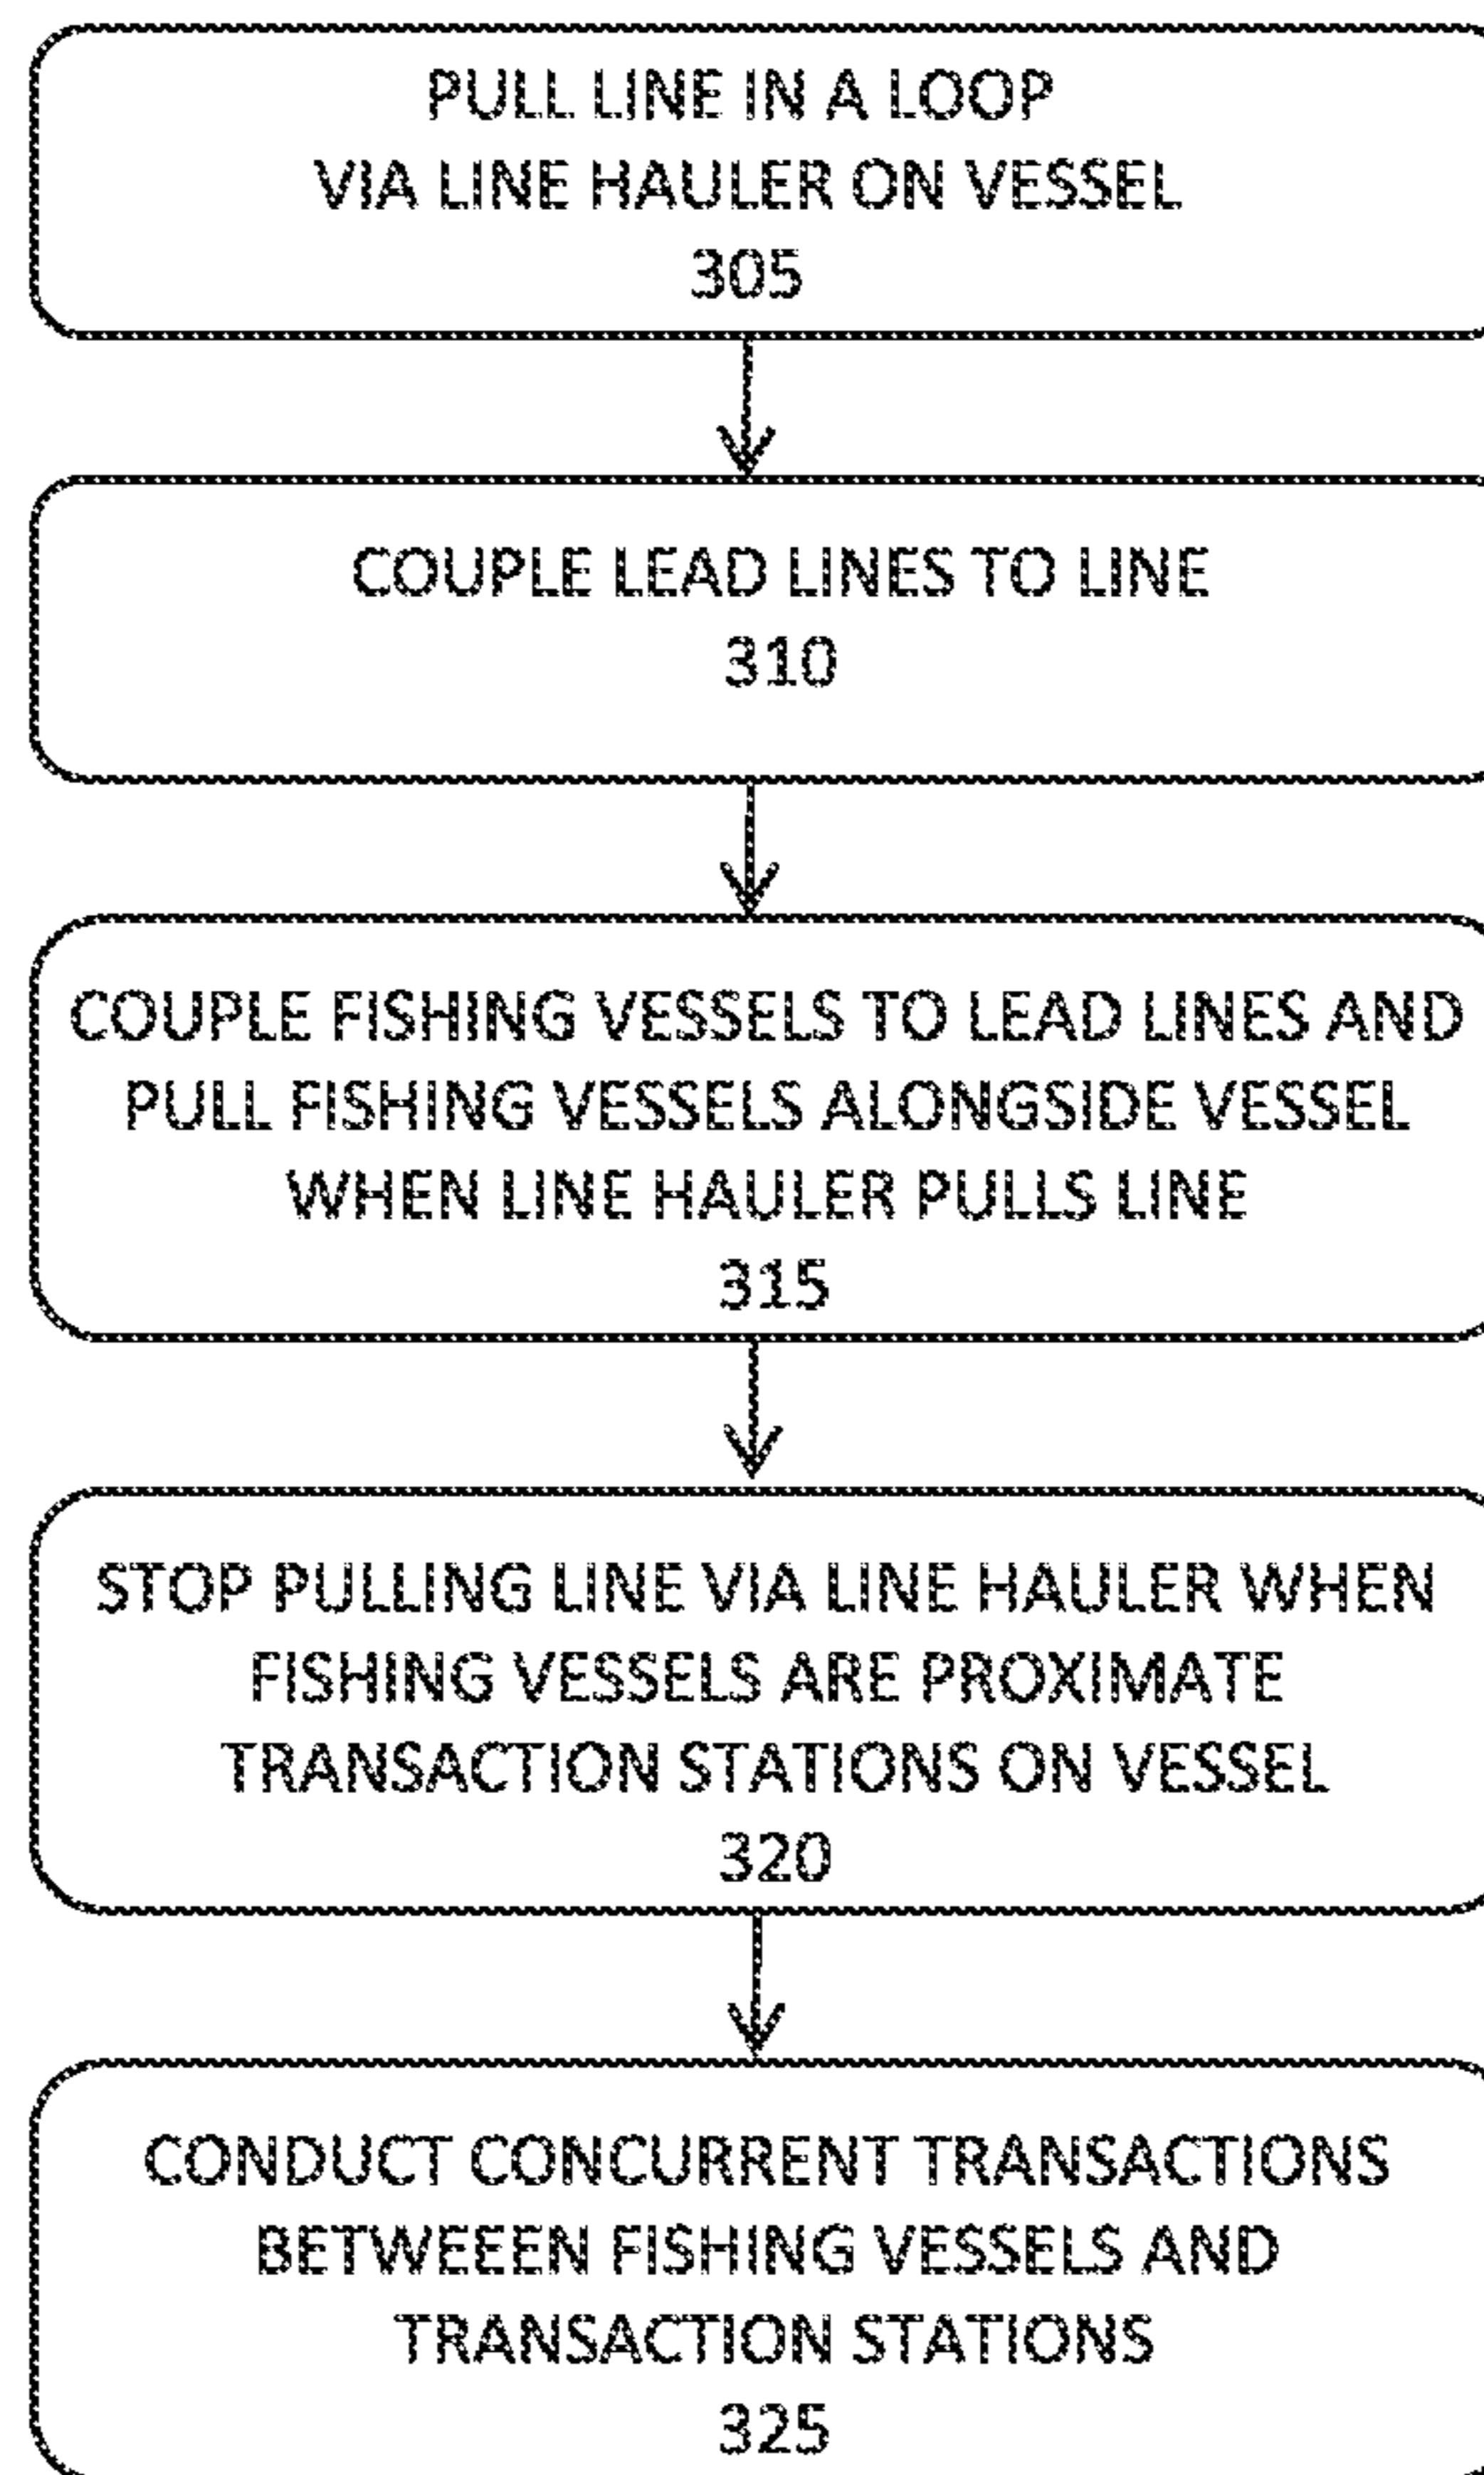 PULL LINE IN A LOOP
VIA LINE HAULER ON VESSEL
305
COUPLE LEAD LINES TO LINE
310
COUPLE FISHING VESSELS TO LEAD LINES AND
PULL FISHING VESSELS ALONGSIDE VESSEL
WHEN LINE HAULER PULLS LINE
315
STOP PULLING LINE VIA LINE HAULER WHEN
FISHING VESSELS ARE PROXIMATE
TRANSACTION STATIONS ON VESSEL
320
CONDUCT CONCURRENT TRANSACTIONS
BETWEEEN FISHING VESSELS AND
TRANSACTION STATIONS
325